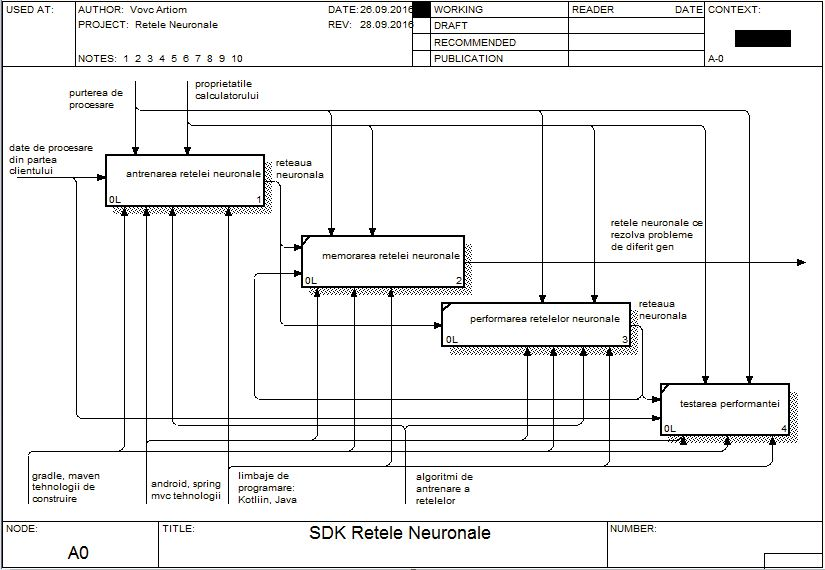 USED AT:
AUTHOR: Vovc Artiom
DATE:26.09.2016
WORKING
READER
DATE
CONTEXT:
PROJECT: Retele Neuronale
REV: 28.09.2016
DRAFT
RECOMMENDED
NOTES: 1 2 3 4 5 6 7 8 9 10
PUBLICATION
A-0
purterea de
procesare
proprietatile
calculatorului
date de procesare
din partea
clientului
antrenarea retelei neuronale
0L
1
reteaua
neuronala
memorarea retelei neuronale
0L
2
retele neuronale ce
rezolva probleme
de diferit gen
performarea retelelor neuronale
0L
3
reteaua
neuronala
testarea performantei
0L
4
gradle, maven
tehnologii de
construire
android, spring
mvc tehnologii
limbaje de
programare:
Kotliin, Java
algoritmi de
antrenare a
retelelor
NODE:
A0
TITLE:
SDK Retele Neuronale
NUMBER: